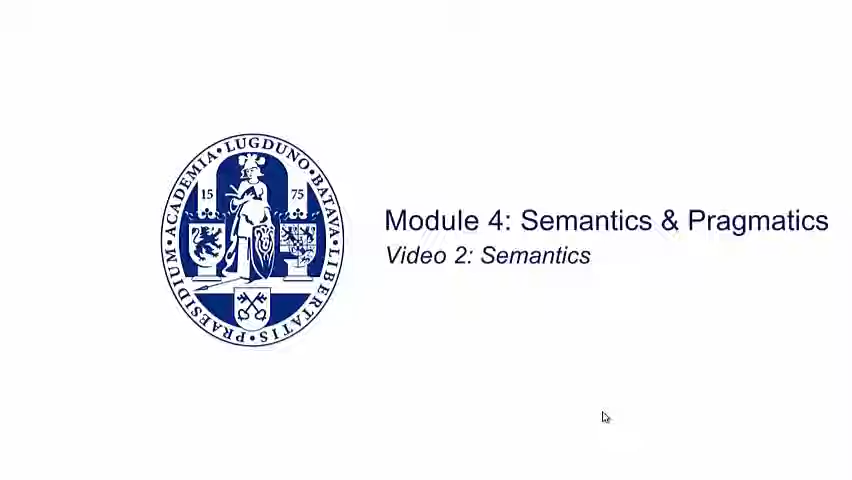 ACADEMIA • LUGDUNO • BATAVA • LIBERTATIS • PRAESIDIUM •
15 75
Module 4: Semantics & Pragmatics
Video 2: Semantics